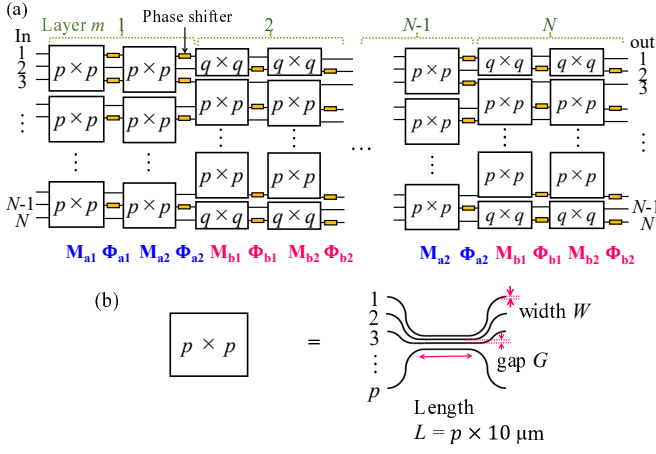 (a)
Phase shifter
Layer m 1 2 N-1 N
In out
1 p × p p × p q × q q × q p × p q × q q × q 1
2 2
3 3
p × p p × p p × p p × p p × p p × p p × p
⋮ ⋮ ⋮ ⋮ ⋮ ⋮ ⋮
… 
p × p p × p
N-1 p × p p × p q × q q × q p × p q × q q × q N-1
N N
M_a1 Φ_a1 M_a2 Φ_a2 M_b1 Φ_b1 M_b2 Φ_b2 M_a2 Φ_a2 M_b1 Φ_b1 M_b2 Φ_b2
(b)
p × p =
1
2
3
⋮
p
width W
gap G
Length
L = p × 10 μm